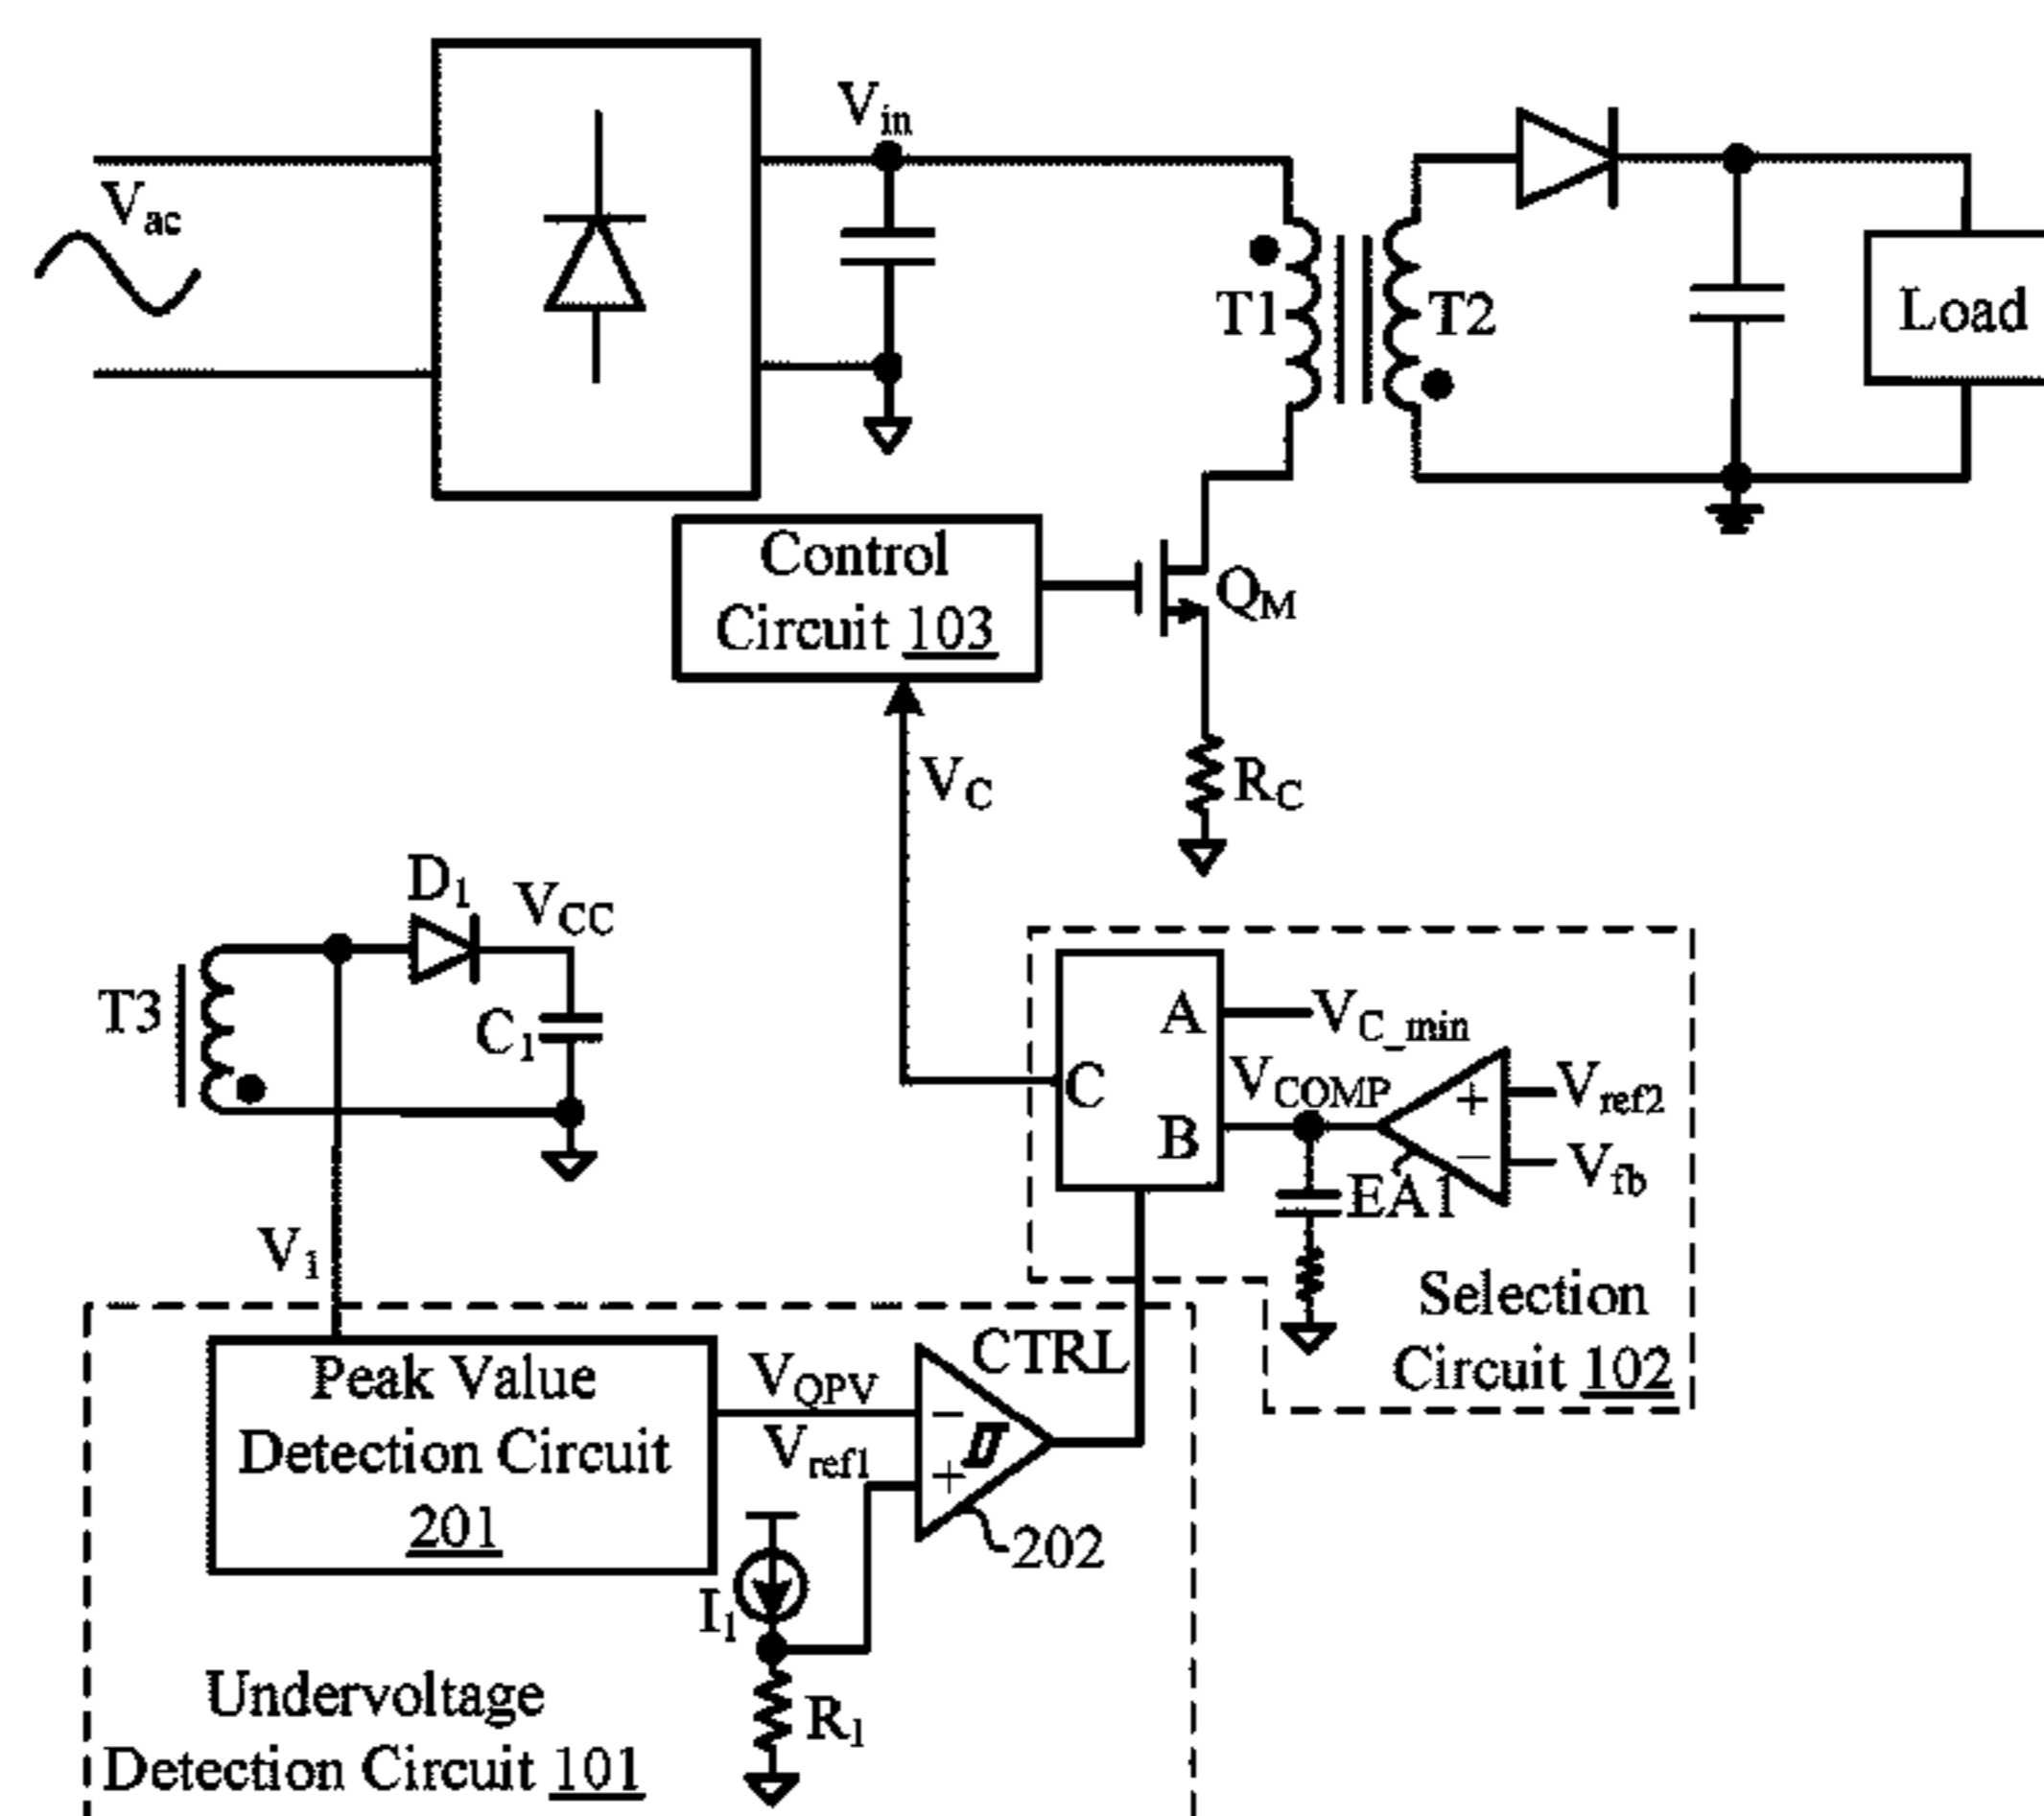 Vin
Vac
T1
T2
Load
Control
Circuit 103
QM
VC
RC
D1
VCC
T3
C1
A
VC_min
C
VCOMP
+
Vref2
B
−
Vfb
EA1
V1
Selection
Circuit 102
CTRL
Peak Value
Detection Circuit
201
VQPV
−
Vref1
+
202
I1
Undervoltage
Detection Circuit 101
R1